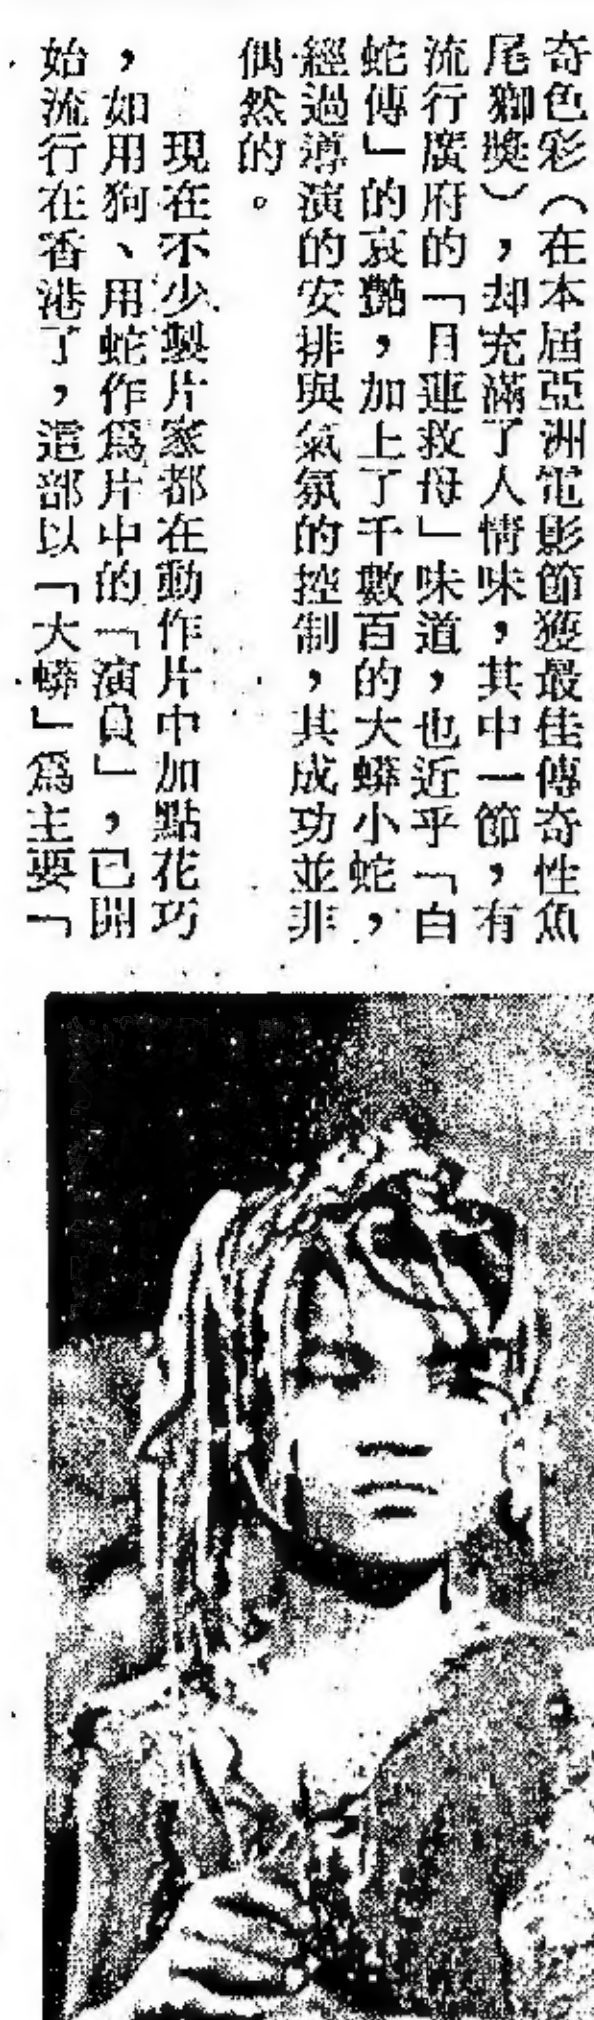 奇色彩(在本屆亞洲電影節獲最佳傳奇性魚
尾獅獎),却充滿了人情味,其中一節,有
流行廣府的「目蓮救母」味道,也近乎「白
蛇傳」的哀艷,加上了千數百的大蟒小蛇,
經過導演的安排與氣氛的控制,其成功並非
偶然的。
現在不少製片家都在動作片中加點花巧
,如用狗、用蛇作爲片中的「演員」,已開
始流行在香港了,這部以「大蟒」爲主要「